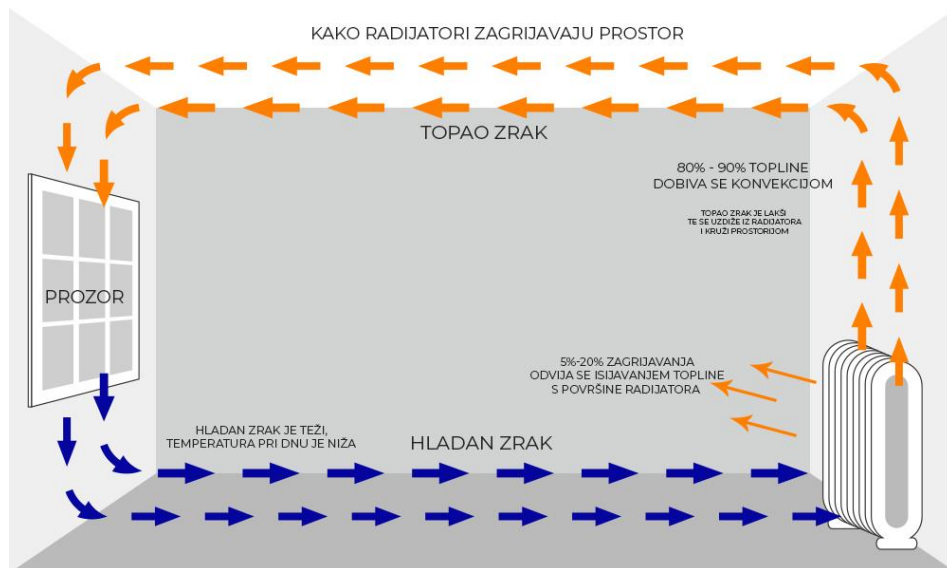 KAKO RADIJATORI ZAGRIJAVAJU PROSTOR
TOPAO ZRAK
80% - 90% TOPLINE
DOBIVA SE KONVEKCIJOM
TOPAO ZRAK JE LAKŠI
TE SE UZDIŽE IZ RADIJATORA
I KRUŽI PROSTORIJOM
PROZOR
5%-20% ZAGRIJAVANJA
ODVIJA SE ISIJAVANJEM TOPLINE
S POVRŠINE RADIJATORA
HLADAN ZRAK JE TEŽI,
TEMPERATURA PRI DNU JE NIŽA
HLADAN ZRAK